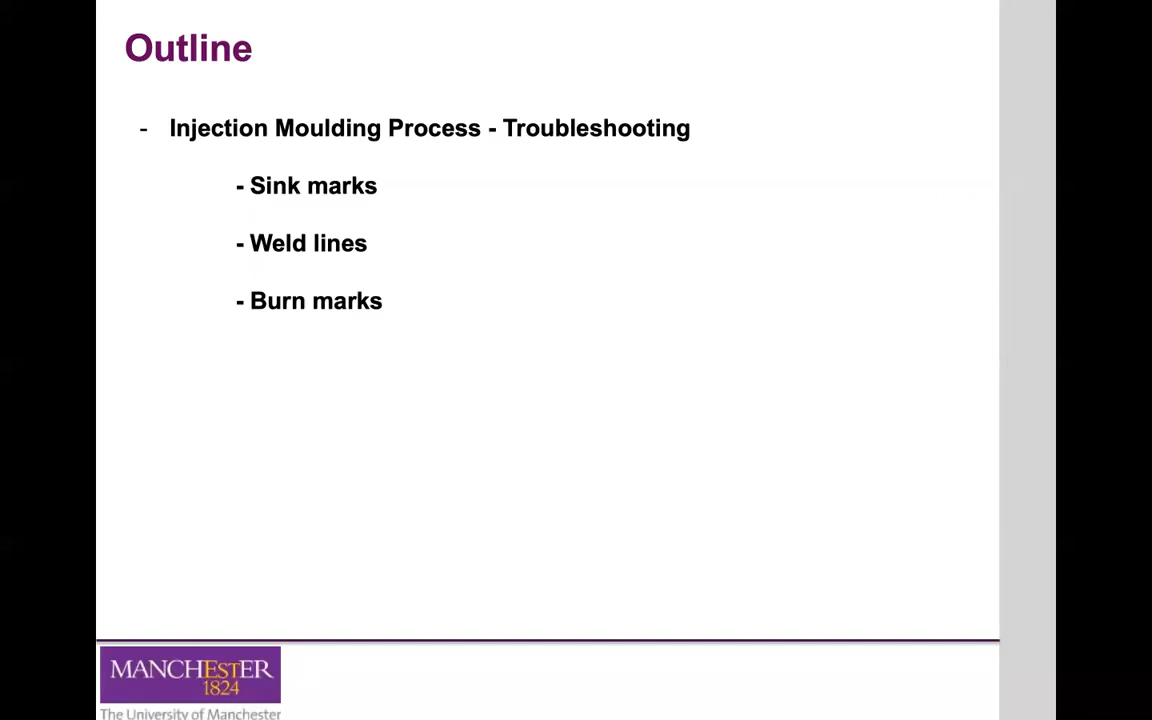 Outline
- Injection Moulding Process - Troubleshooting
- Sink marks
- Weld lines
- Burn marks
MANCHESTER
1824
The University of Manchester